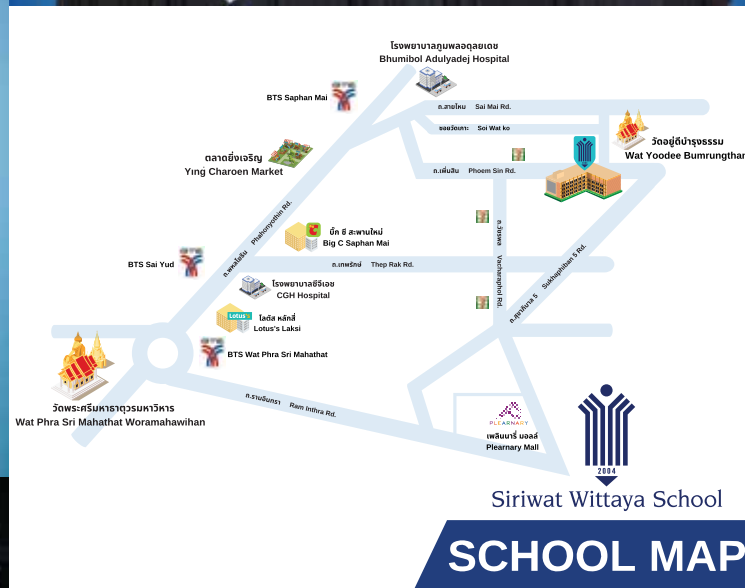 โรงพยาบาลภูมิพลอดุลยเดช
Bhumibol Adulyadej Hospital
BTS Saphan Mai
ถ.สายไหม Sai Mai Rd.
ซอยวัดเกาะ Soi Wat ko
วัดอยู่ดีบำรุงธรรม
Wat Yoodee Bumrungthar
ตลาดยิ่งเจริญ
Ying Charoen Market
ถ.เพิ่มสิน Phoem Sin Rd.
ถ.พหลโยธิน Phahonyothin Rd.
บิ๊ก ซี สะพานใหม่
Big C Saphan Mai
ถ.วัชรพล Vacharaphol Rd.
ถ.สุขาภิบาล 5 Sukhaphiban 5 Rd.
BTS Sai Yud
ถ.เทพรักษ์ Thep Rak Rd.
โรงพยาบาลซีจีเอช
CGH Hospital
Lotus's
โลตัส หลักสี่
Lotus's Laksi
BTS Wat Phra Sri Mahathat
วัดพระศรีมหาธาตุวรมหาวิหาร
Wat Phra Sri Mahathat Woramahawihan
ถ.รามอินทรา Ram Inthra Rd.
PLEARNARY
เพลินนารี่ มอลล์
Plearnary Mall
2004
Siriwat Wittaya School
SCHOOL MAP